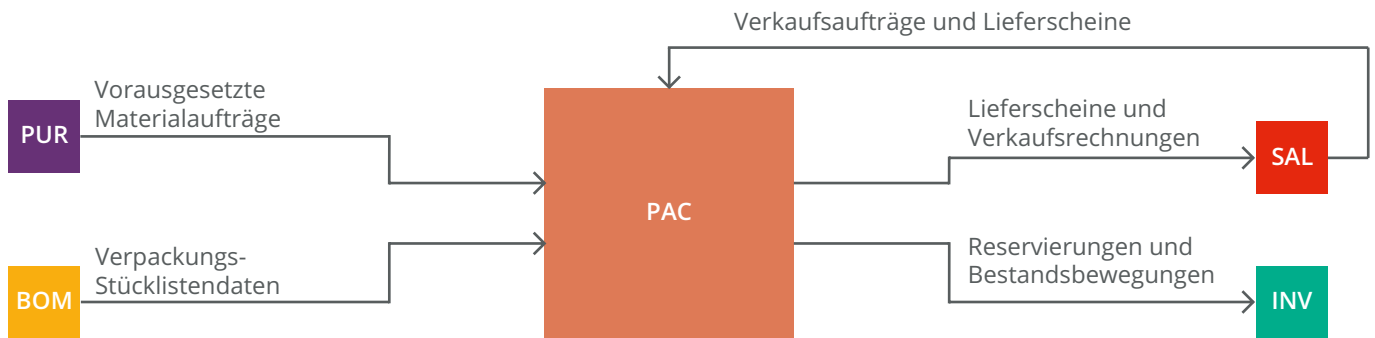 Verkaufsaufträge und Lieferscheine
Vorausgesetzte
Materialaufträge
PUR
Lieferscheine und
Verkaufsrechnungen
SAL
PAC
Verpackungs-
Stücklistendaten
BOM
Reservierungen und
Bestandsbewegungen
INV